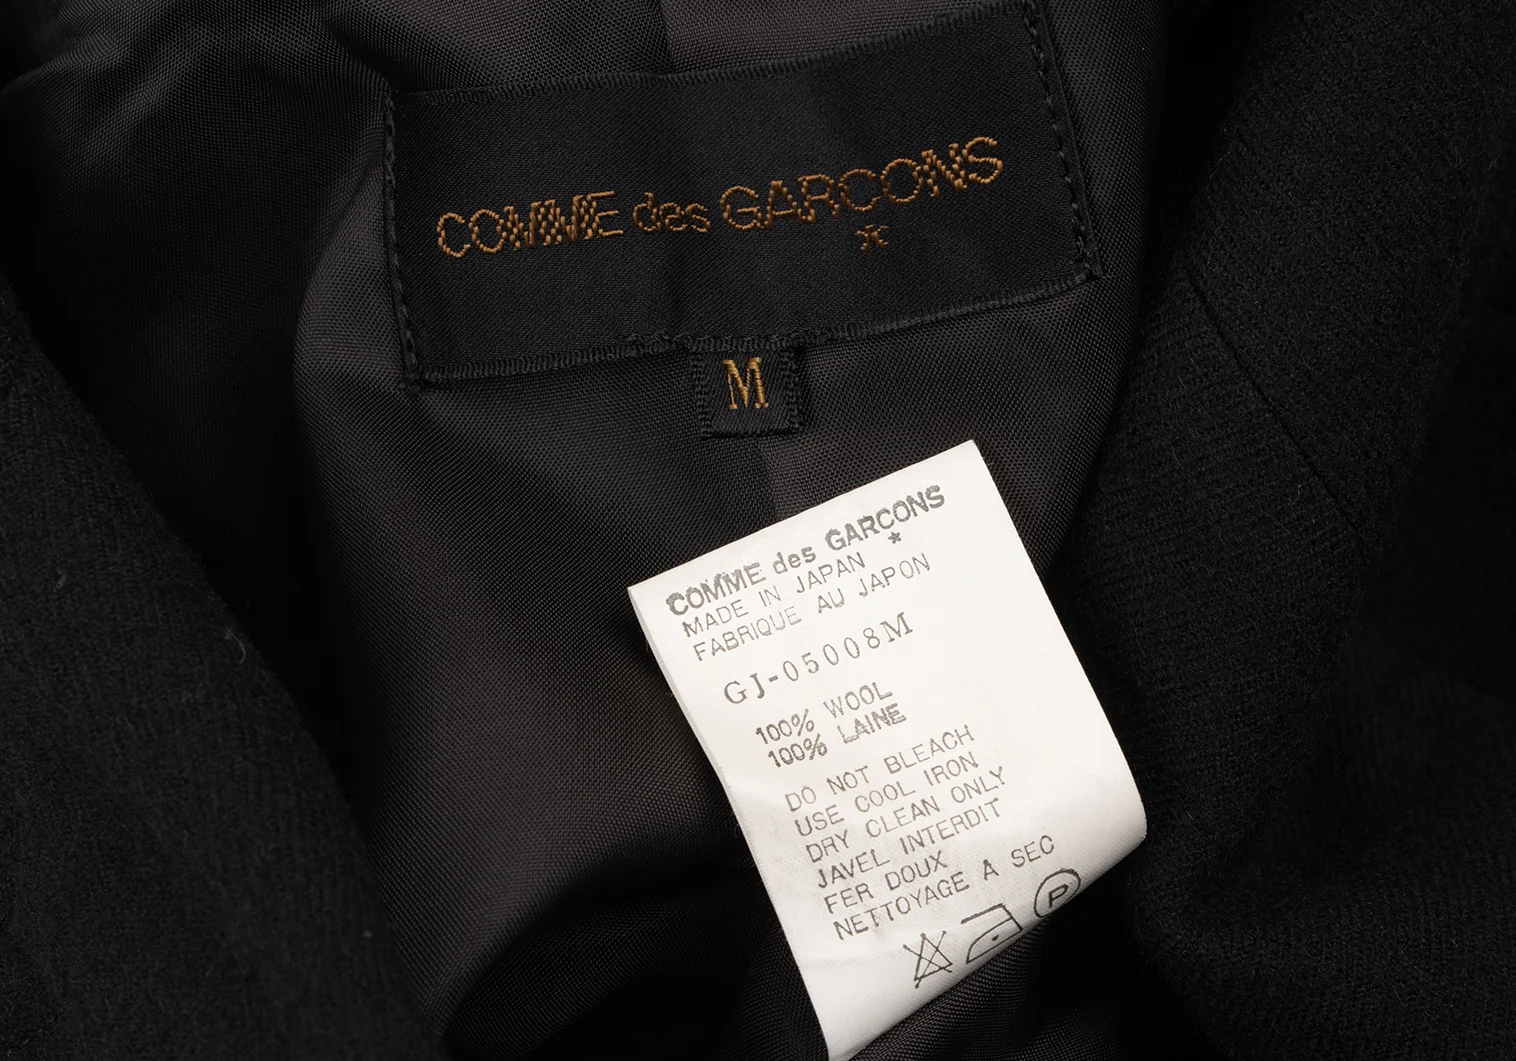 COMME des GARCONS
M
COMME des GARCONS
MADE IN JAPAN
FABRIQUE AU JAPON
GJ-05008M
100% WOOL
100% LAINE
DO NOT BLEACH
USE COOL IRON
DRY CLEAN ONLY
JAVEL INTERDIT
FER DOUX
NETTOYAGE A SEC
P